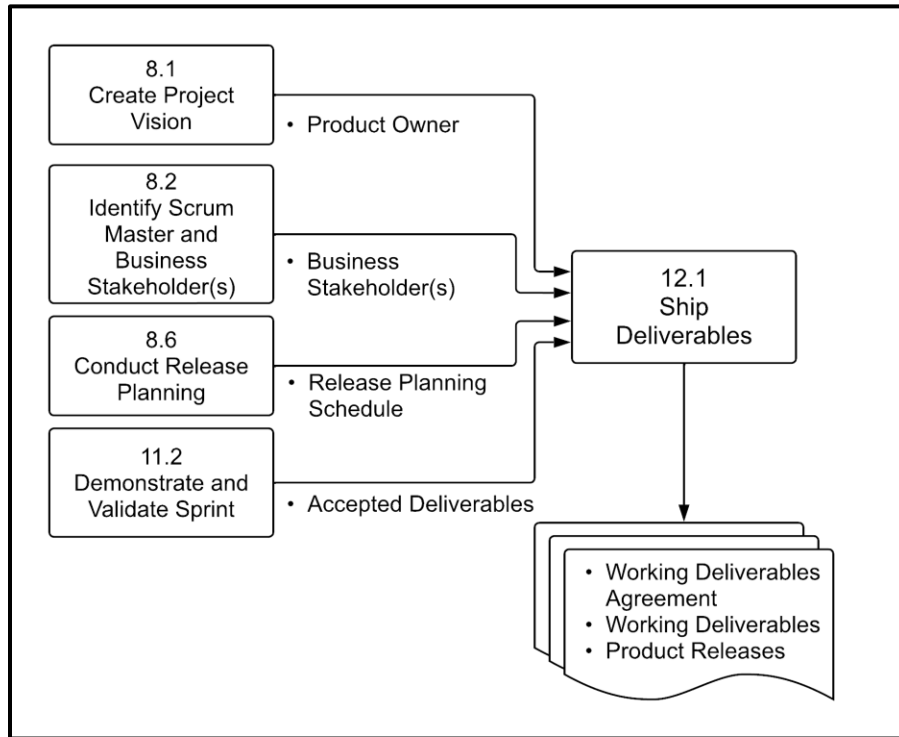 8.1
Create Project
Vision
• Product Owner
8.2
Identify Scrum
Master and
Business
Stakeholder(s)
• Business
Stakeholder(s)
8.6
Conduct Release
Planning
• Release Planning
Schedule
11.2
Demonstrate and
Validate Sprint
• Accepted Deliverables
12.1
Ship
Deliverables
• Working Deliverables
Agreement
• Working Deliverables
• Product Releases